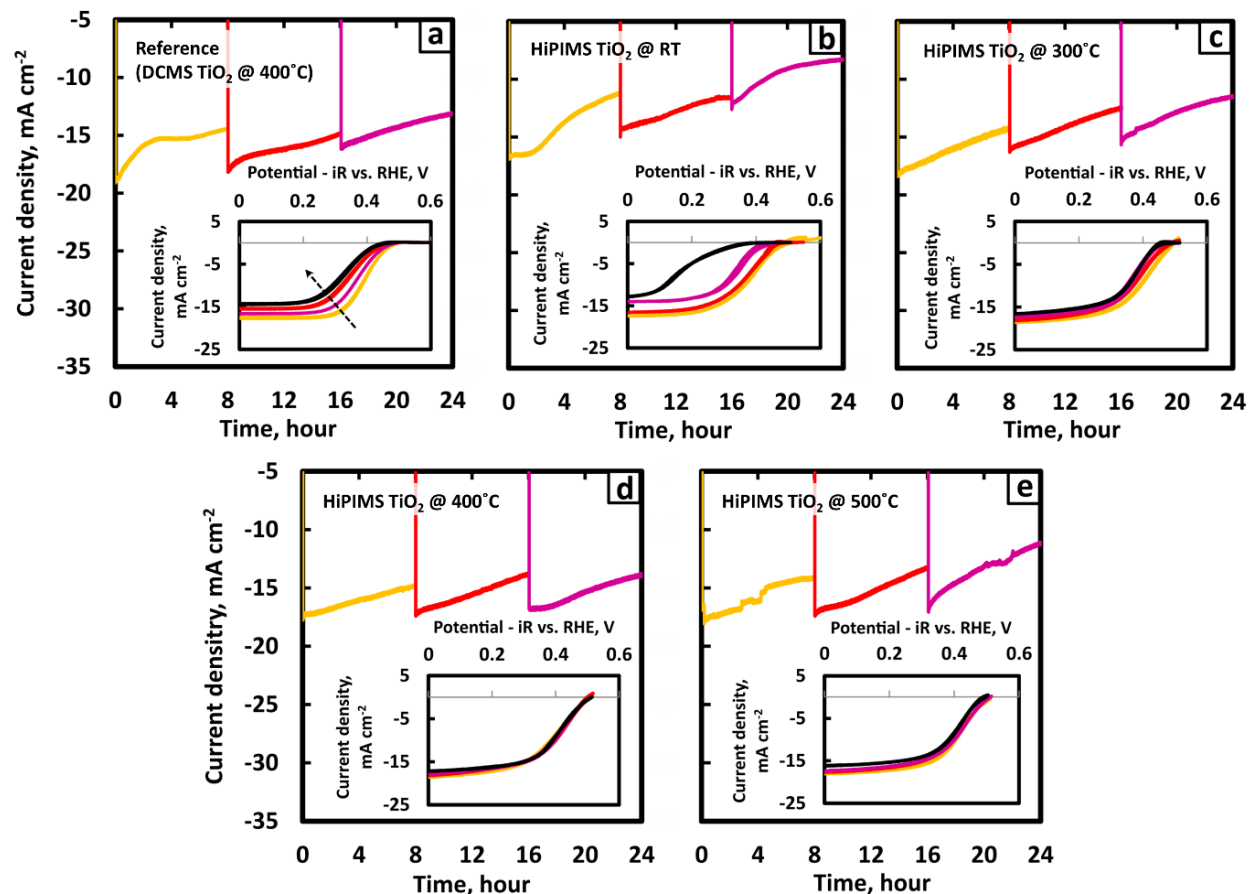 -5
-10
-15
-20
-25
-30
-35
Current density, mA cm-2
Reference
(DCMS TiO2 @ 400˚C)
a
Potential - iR vs. RHE, V
0 0.2 0.4 0.6
5
-5
-15
-25
Current density,
mA cm-2
0 4 8 12 16 20 24
Time, hour
HiPIMS TiO2 @ RT
b
Potential - iR vs. RHE, V
0 0.2 0.4 0.6
5
-5
-15
-25
Current density,
mA cm-2
0 4 8 12 16 20 24
Time, hour
HiPIMS TiO2 @ 300˚C
c
Potential - iR vs. RHE, V
0 0.2 0.4 0.6
5
-5
-15
-25
Current density,
mA cm-2
0 4 8 12 16 20 24
Time, hour
-5
-10
-15
-20
-25
-30
-35
Current densitry, mA cm-2
HiPIMS TiO2 @ 400˚C
d
Potential - iR vs. RHE, V
0 0.2 0.4 0.6
5
-5
-15
-25
Current density,
mA cm-2
0 4 8 12 16 20 24
Time, hour
HiPIMS TiO2 @ 500˚C
e
Potential - iR vs. RHE, V
0 0.2 0.4 0.6
5
-5
-15
-25
Current density,
mA cm-2
0 4 8 12 16 20 24
Time, hour